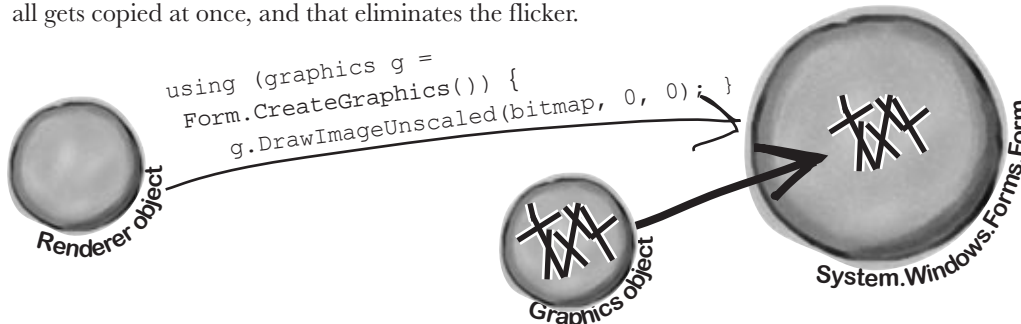 all gets copied at once, and that eliminates the flicker.
using (graphics g =
Form.CreateGraphics()) {
g.DrawImageUnscaled(bitmap, 0, 0); }
Renderer object
Graphics object
System.Windows.Forms.Form